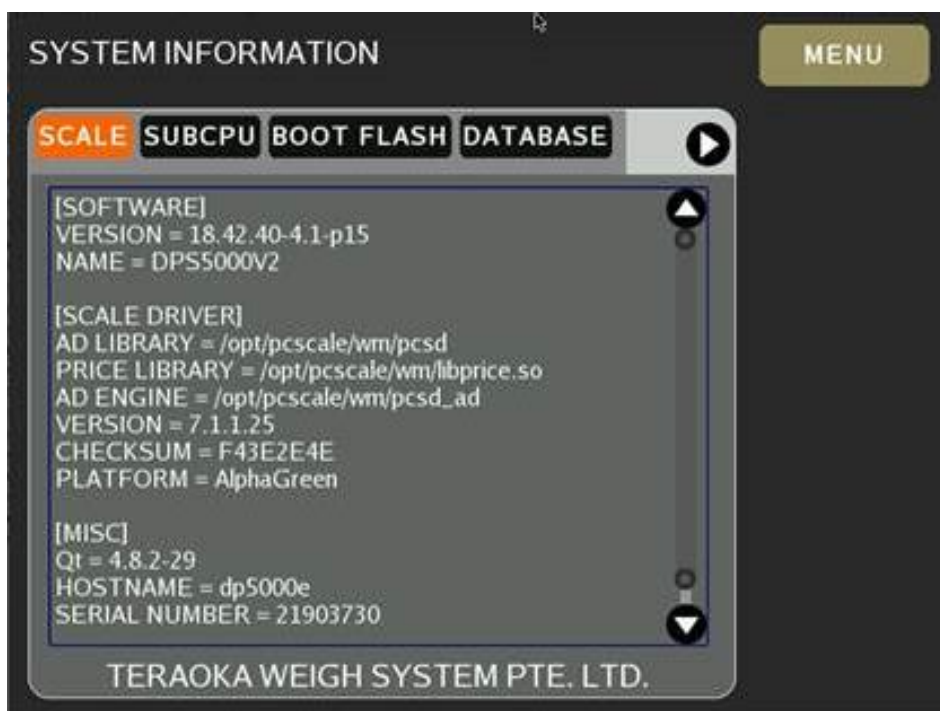 SYSTEM INFORMATION
MENU
SCALE SUBCPU BOOT FLASH DATABASE
[SOFTWARE]
VERSION = 18.42.40-4.1-p15
NAME = DPS5000V2
[SCALE DRIVER]
AD LIBRARY = /opt/pcscale/wm/pcsd
PRICE LIBRARY = /opt/pcscale/wm/libprice.so
AD ENGINE = /opt/pcscale/wm/pcsd_ad
VERSION = 7.1.1.25
CHECKSUM = F43E2E4E
PLATFORM = AlphaGreen
[MISC]
Qt = 4.8.2-29
HOSTNAME = dp5000e
SERIAL NUMBER = 21903730
TERAOKA WEIGH SYSTEM PTE. LTD.